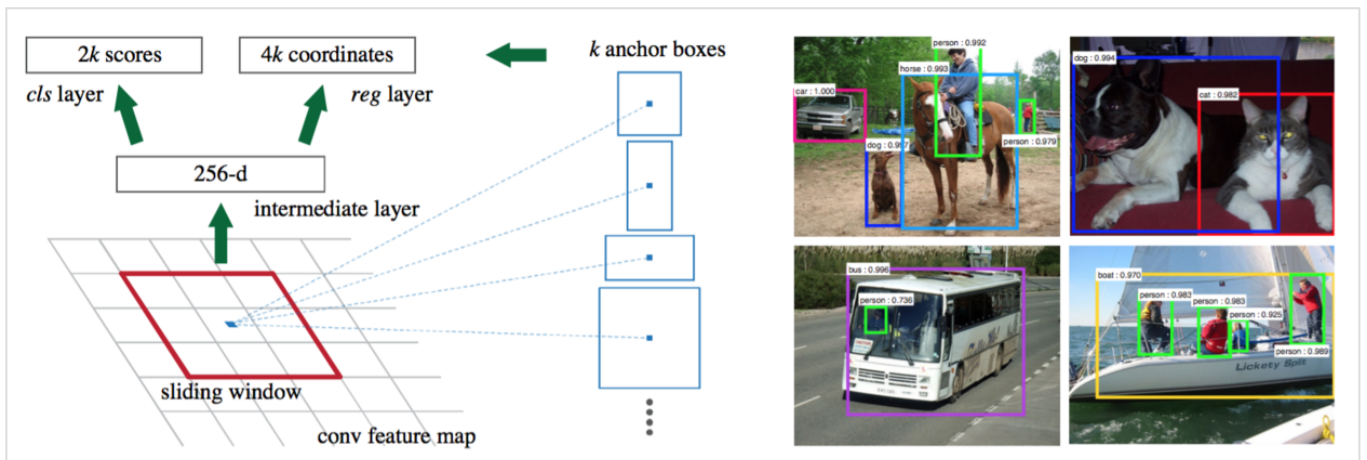 2k scores
4k coordinates
k anchor boxes
cls layer
reg layer
256-d
intermediate layer
sliding window
conv feature map
person : 0.992
horse : 0.993
car : 1.000
dog : 0.997
person : 0.979
dog : 0.994
cat : 0.982
bus : 0.996
person : 0.736
boat : 0.970
person : 0.983
person : 0.983
person : 0.925
person : 0.989
Lickety Split